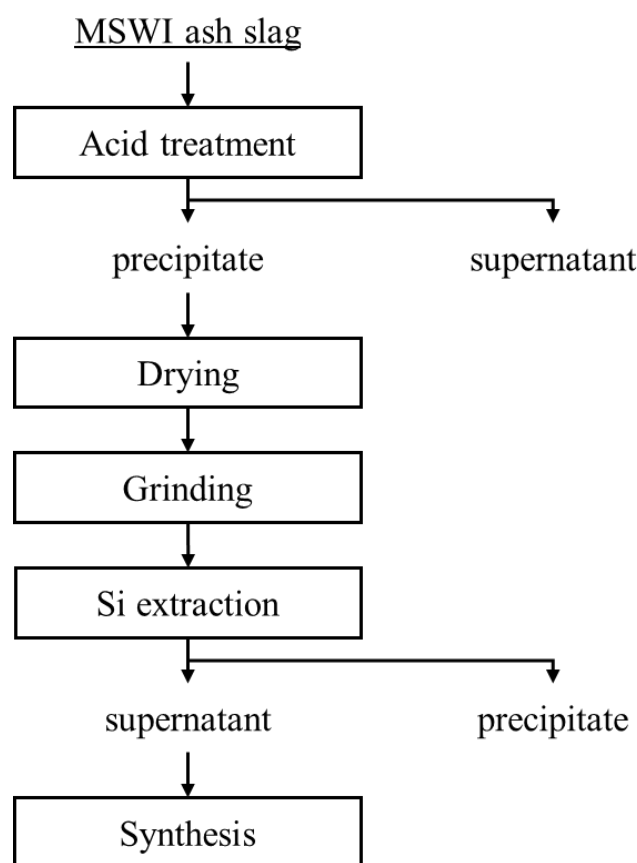 MSWI ash slag
Acid treatment
precipitate supernatant
Drying
Grinding
Si extraction
supernatant precipitate
Synthesis